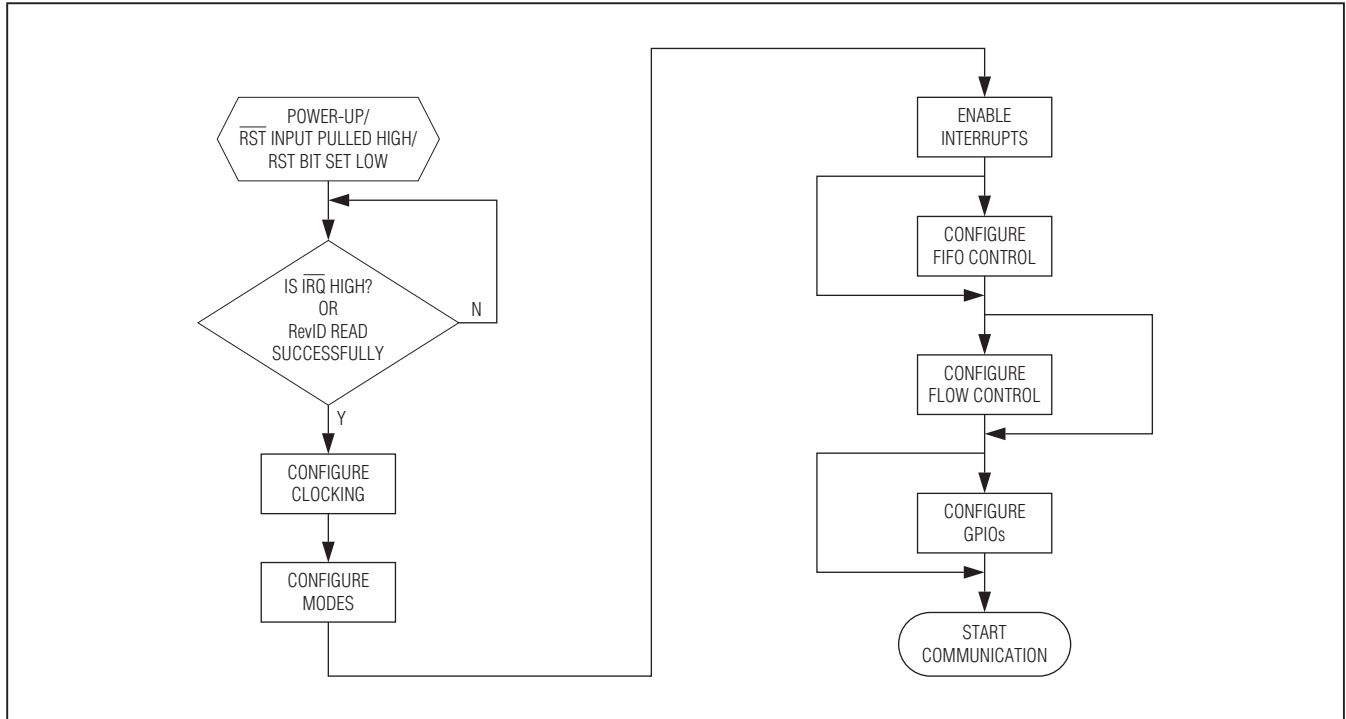 POWER-UP/
RST INPUT PULLED HIGH/
RST BIT SET LOW
IS IRQ HIGH?
OR
RevID READ
SUCCESSFULLY
N
Y
CONFIGURE
CLOCKING
CONFIGURE
MODES
ENABLE
INTERRUPTS
CONFIGURE
FIFO CONTROL
CONFIGURE
FLOW CONTROL
CONFIGURE
GPIOs
START
COMMUNICATION